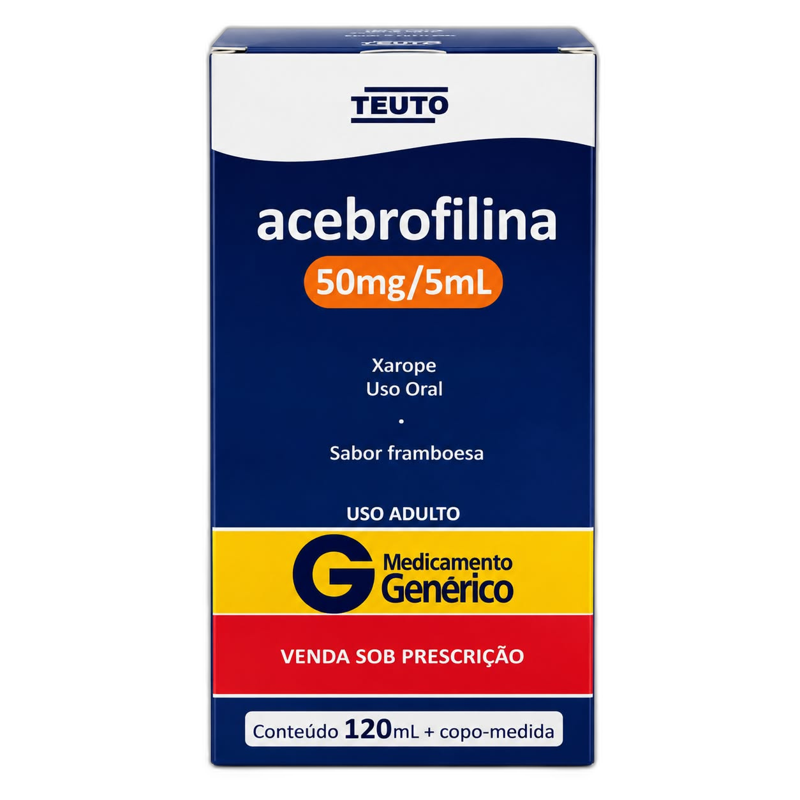 TEUTO
TEUTO
acebrofilina
50mg/5mL
Xarope
Uso Oral
•
Sabor framboesa
USO ADULTO
G Medicamento
Genérico
VENDA SOB PRESCRIÇÃO
Conteúdo 120mL + copo-medida